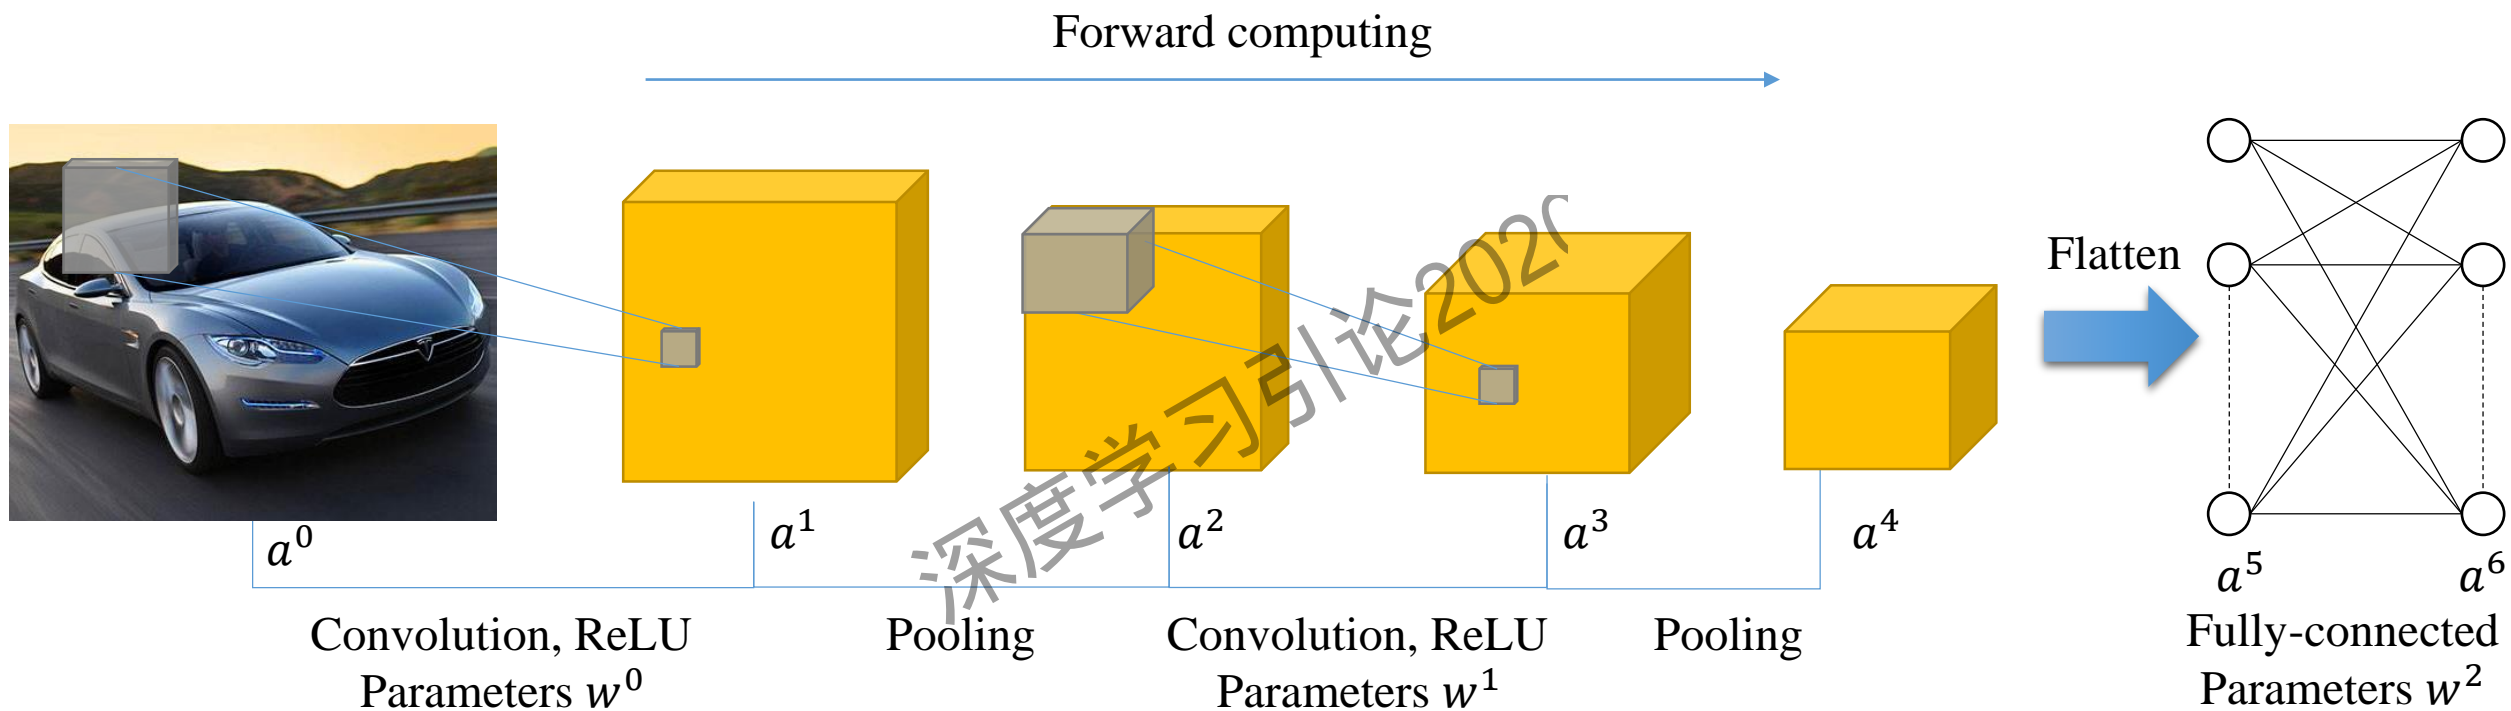 Forward computing
Flatten
a⁰
a¹
a²
a³
a⁴
a⁵
a⁶
Convolution, ReLU
Parameters w⁰
Pooling
Convolution, ReLU
Parameters w¹
Pooling
Fully-connected
Parameters w²
深度学习引论2020